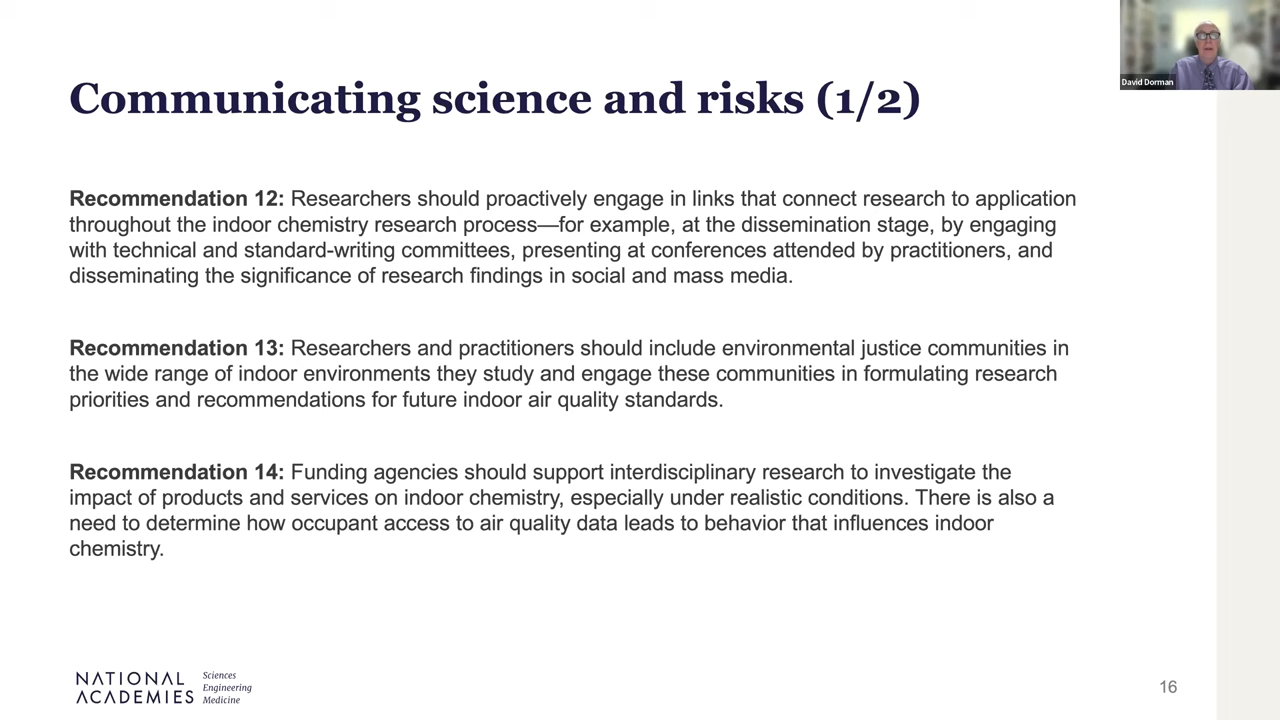 David Dorman
Communicating science and risks (1/2)
Recommendation 12: Researchers should proactively engage in links that connect research to application
throughout the indoor chemistry research process—for example, at the dissemination stage, by engaging
with technical and standard-writing committees, presenting at conferences attended by practitioners, and
disseminating the significance of research findings in social and mass media.
Recommendation 13: Researchers and practitioners should include environmental justice communities in
the wide range of indoor environments they study and engage these communities in formulating research
priorities and recommendations for future indoor air quality standards.
Recommendation 14: Funding agencies should support interdisciplinary research to investigate the
impact of products and services on indoor chemistry, especially under realistic conditions. There is also a
need to determine how occupant access to air quality data leads to behavior that influences indoor
chemistry.
NATIONAL
ACADEMIES
Sciences
Engineering
Medicine
16